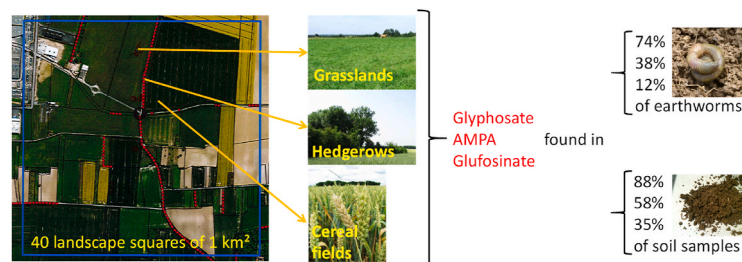 Grasslands
Hedgerows
Cereal
fields
40 landscape squares of 1 km²
Glyphosate
AMPA
Glufosinate
found in
74%
38%
12%
of earthworms
88%
58%
35%
of soil samples